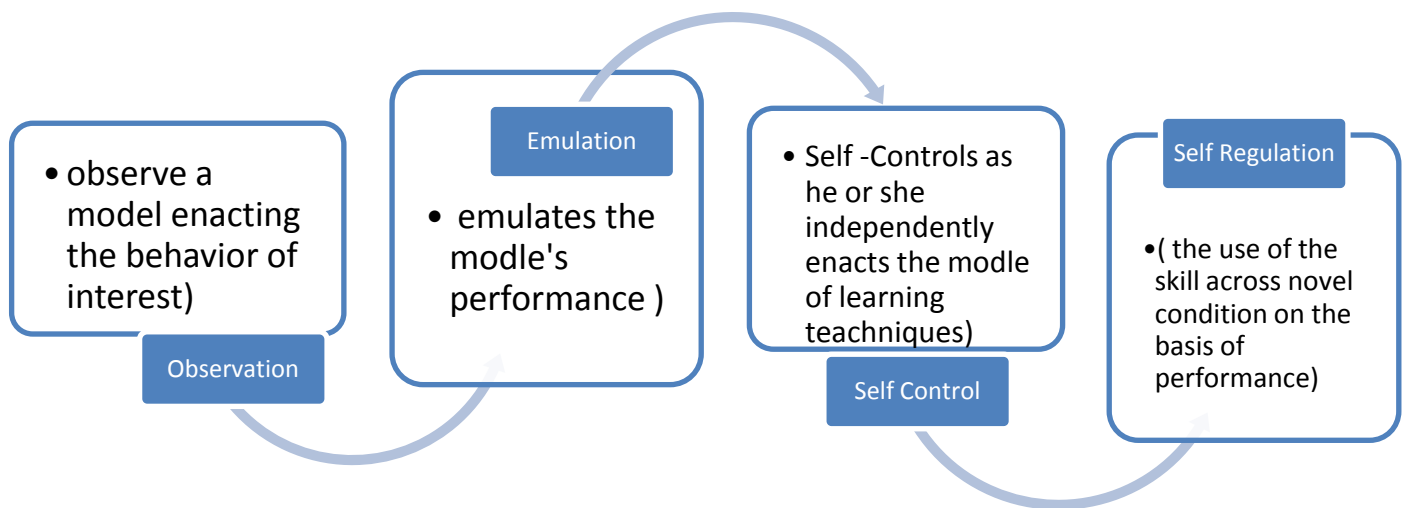 • observe a
model enacting
the behavior of
interest)
Observation
Emulation
• emulates the
modle's
performance )
• Self -Controls as
he or she
independently
enacts the modle
of learning
teachniques)
Self Control
Self Regulation
•( the use of the
skill across novel
condition on the
basis of
performance)